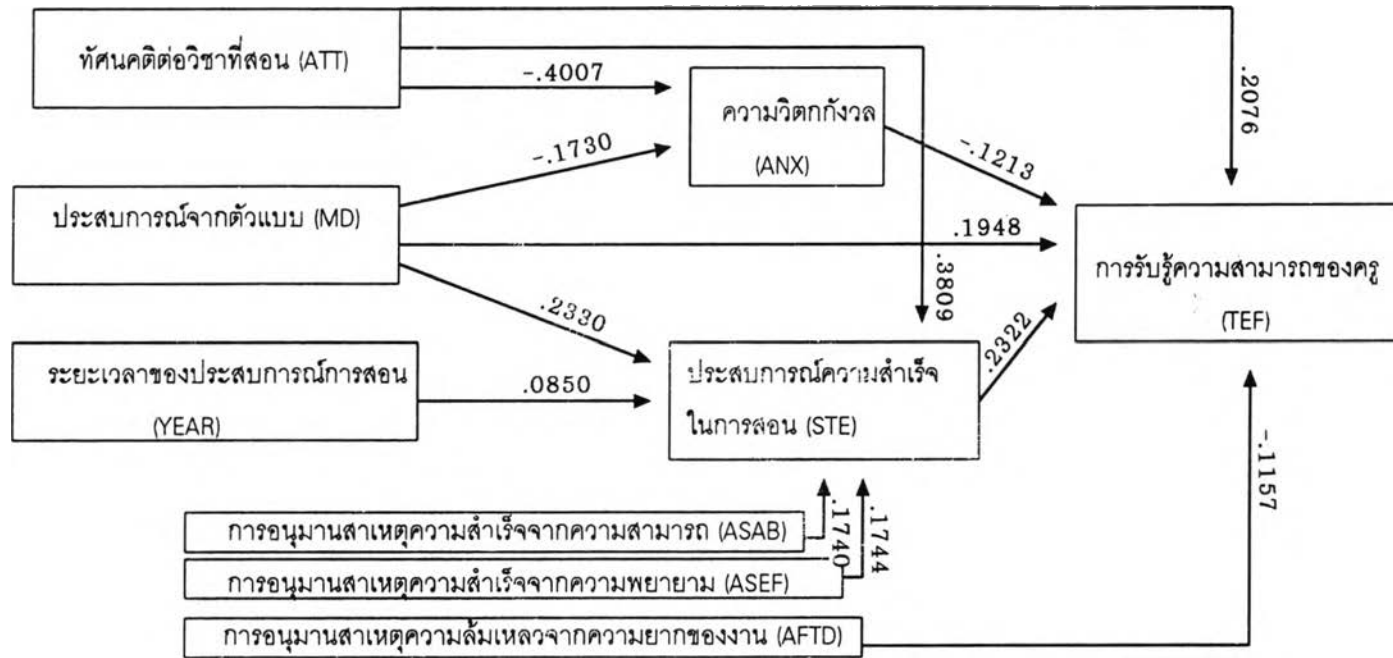 ทัศนคติต่อวิชาที่สอน (ATT)
-.4007
ความวิตกกังวล
(ANX)
.2076
-.1730
-.1213
ประสบการณ์จากตัวแบบ (MD)
.1948
การรับรู้ความสามารถของครู
(TEF)
.3809
.2330
.2322
ระยะเวลาของประสบการณ์การสอน
(YEAR)
.0850
ประสบการณ์ความสำเร็จ
ในการสอน (STE)
-.1157
การอนุมานสาเหตุความสำเร็จจากความสามารถ (ASAB)
.1740
.1744
การอนุมานสาเหตุความสำเร็จจากความพยายาม (ASEF)
การอนุมานสาเหตุความล้มเหลวจากความยากของงาน (AFTD)